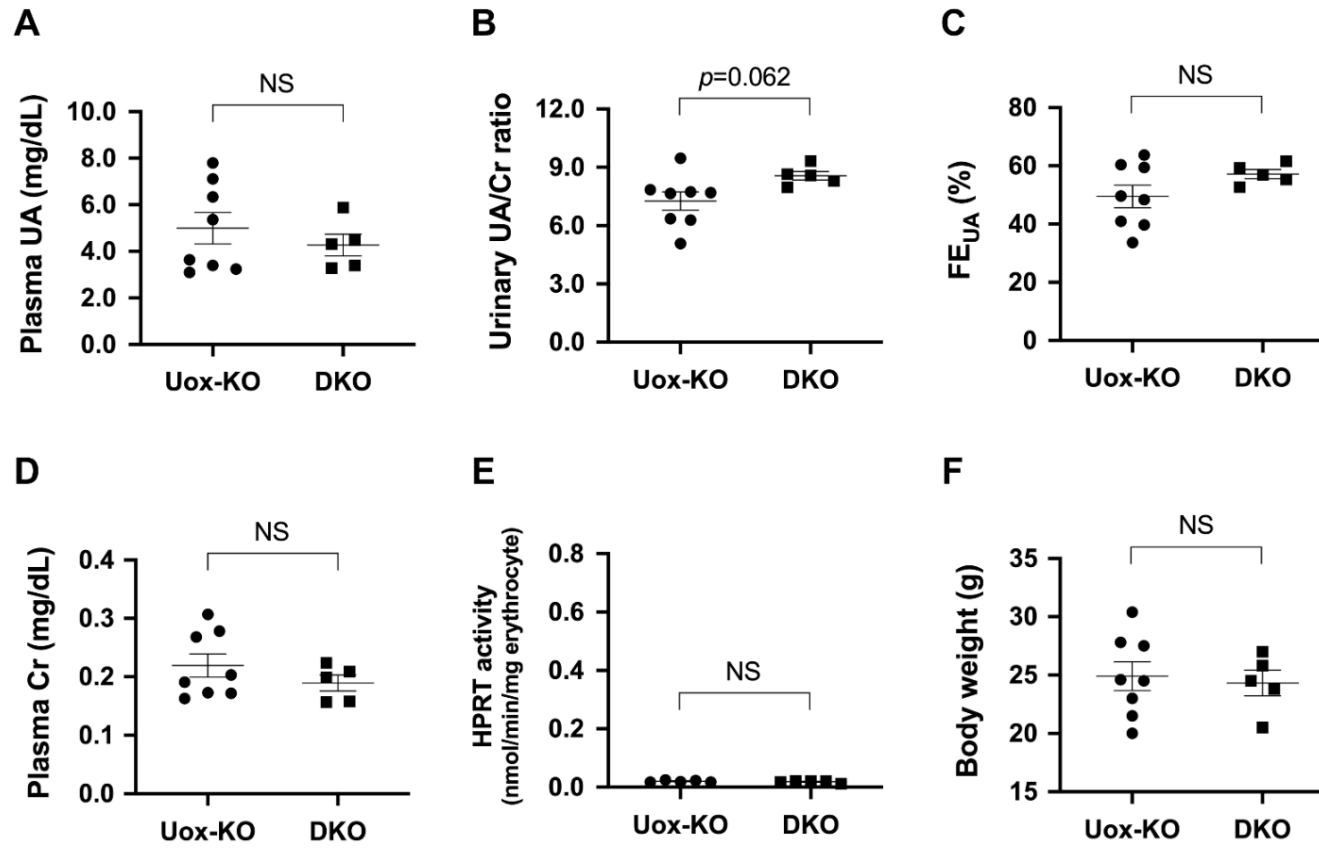 A
NS
Plasma UA (mg/dL)
10.0
8.0
6.0
4.0
2.0
0.0
Uox-KO
DKO
B
p=0.062
Urinary UA/Cr ratio
12.0
9.0
6.0
3.0
0.0
Uox-KO
DKO
C
NS
FEUA (%)
80
60
40
20
0
Uox-KO
DKO
D
NS
Plasma Cr (mg/dL)
0.4
0.3
0.2
0.1
0.0
Uox-KO
DKO
E
NS
HPRT activity
(nmol/min/mg erythrocyte)
0.8
0.6
0.4
0.2
0.0
Uox-KO
DKO
F
NS
Body weight (g)
35
30
25
20
15
Uox-KO
DKO